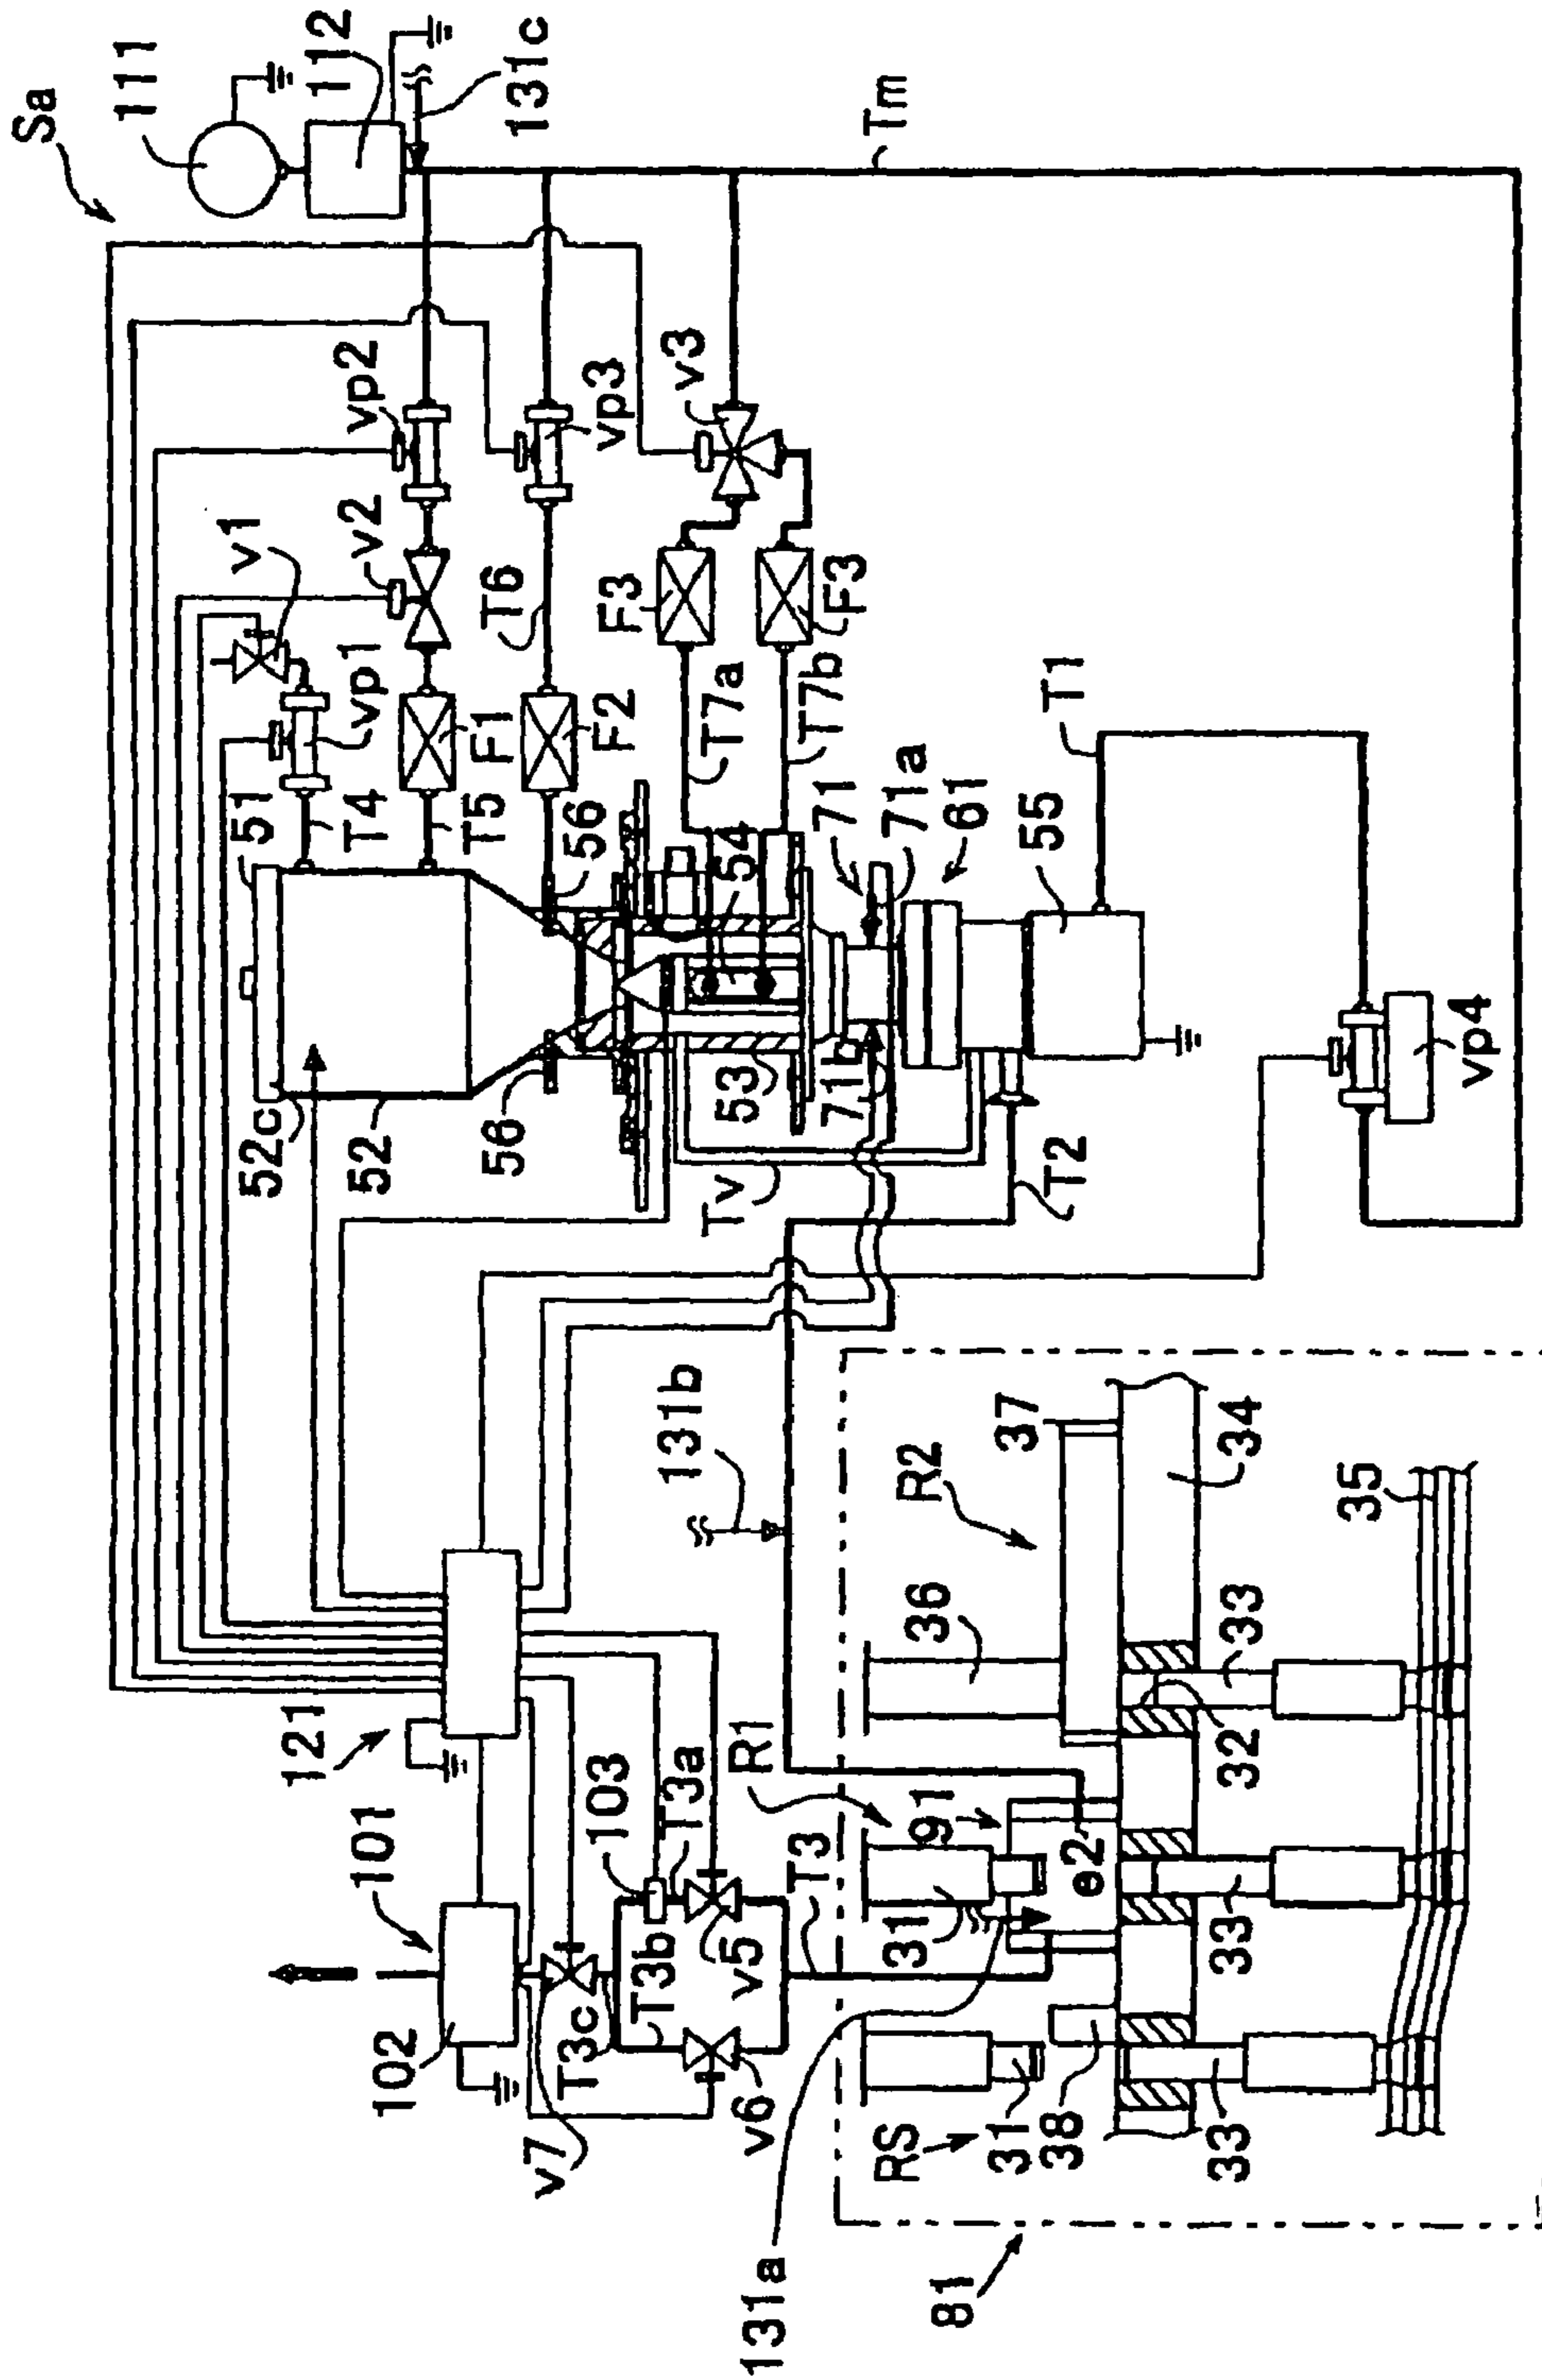 Sa
111
112
131c
Tm
vp2
v2
v1
vp1
vp3
v3
T6
F3
F3
51
T4
F1
T5
F2
T7a
T7b
T1
56
54
71
71a
61
55
52c
52
56
53
71b
Tv
T2
vp4
131b
37
R2
34
35
36
33
32
121
101
103
T3a
R1
91
T3
e2
31
33
102
T3c
T3b
v5
v7
v6
RS
31
38
33
131a
81